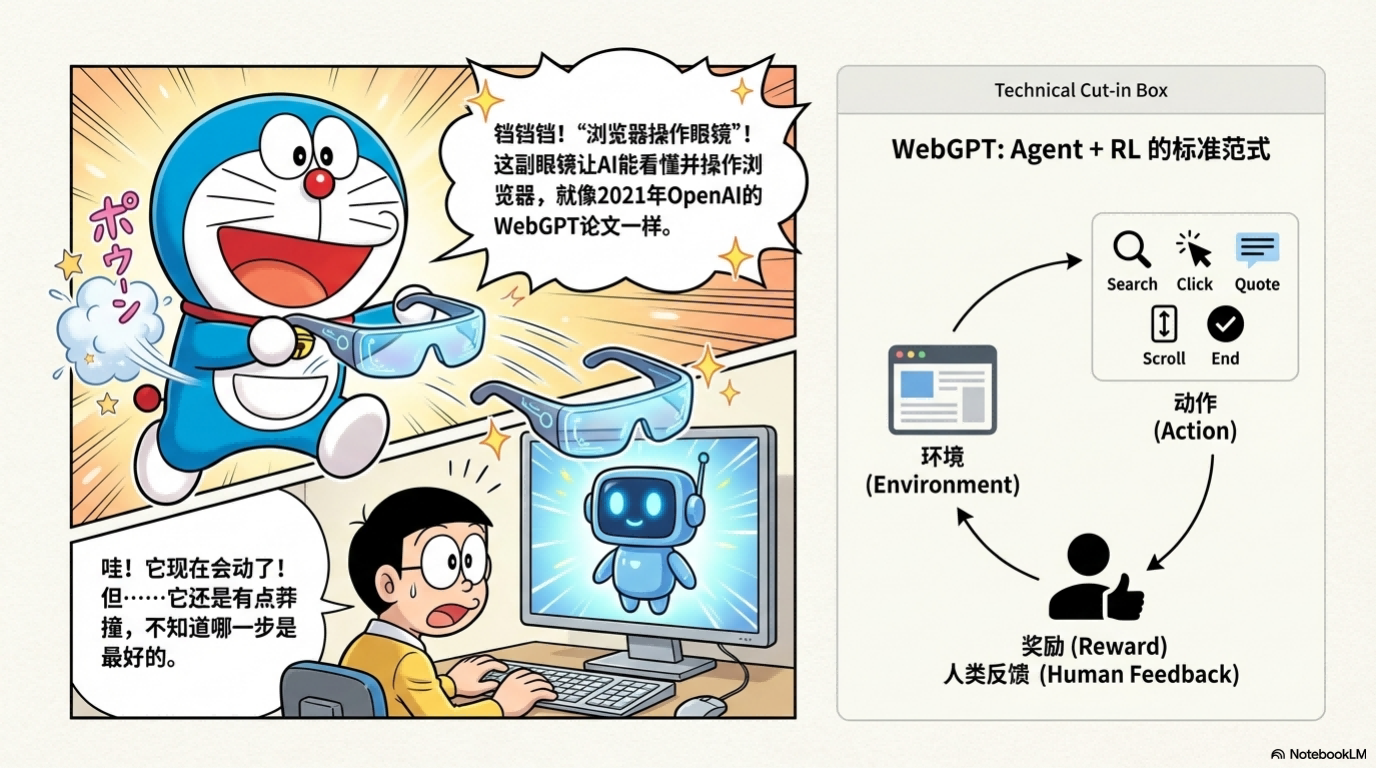 铛铛铛！“浏览器操作眼镜”！
这副眼镜让AI能看懂并操作浏
览器，就像2021年OpenAI的
WebGPT论文一样。
ポゥーン
哇！它现在会动了！
但……它还是有点莽
撞，不知道哪一步是
最好的。
Technical Cut-in Box
WebGPT: Agent + RL 的标准范式
Search Click Quote
Scroll End
动作
(Action)
环境
(Environment)
奖励 (Reward)
人类反馈 (Human Feedback)
NotebookLM